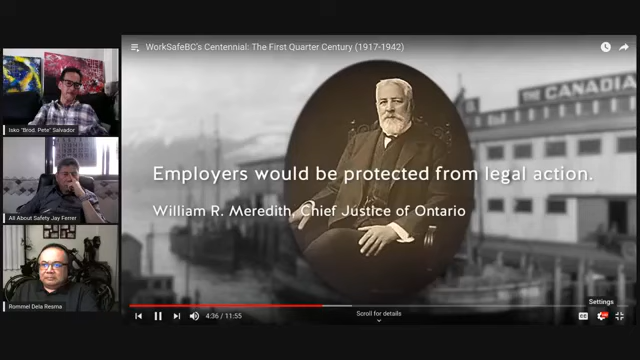 WorkSafeBC's Centennial: The First Quarter Century (1917-1942)
THE CANADIA
Isko "Brod. Pete" Salvador
Employers would be protected from legal action.
William R. Meredith, Chief Justice of Ontario
All About Safety Jay Ferrer
Rommel Dela Resma
Settings
4:36 / 11:55
Scroll for details